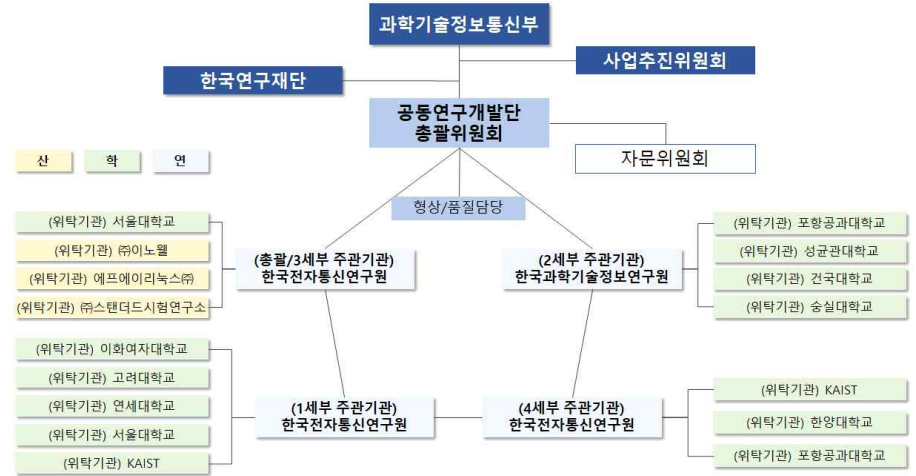 과학기술정보통신부
사업추진위원회
한국연구재단
공동연구개발단
총괄위원회
자문위원회
산
학
연
형상/품질담당
(위탁기관) 서울대학교
(위탁기관) ㈜이노웰
(위탁기관) 에프에이리눅스㈜
(위탁기관) ㈜스탠더드시험연구소
(총괄/3세부 주관기관)
한국전자통신연구원
(2세부 주관기관)
한국과학기술정보연구원
(위탁기관) 포항공과대학교
(위탁기관) 성균관대학교
(위탁기관) 건국대학교
(위탁기관) 숭실대학교
(위탁기관) 이화여자대학교
(위탁기관) 고려대학교
(위탁기관) 연세대학교
(위탁기관) 서울대학교
(위탁기관) KAIST
(1세부 주관기관)
한국전자통신연구원
(4세부 주관기관)
한국전자통신연구원
(위탁기관) KAIST
(위탁기관) 한양대학교
(위탁기관) 포항공과대학교